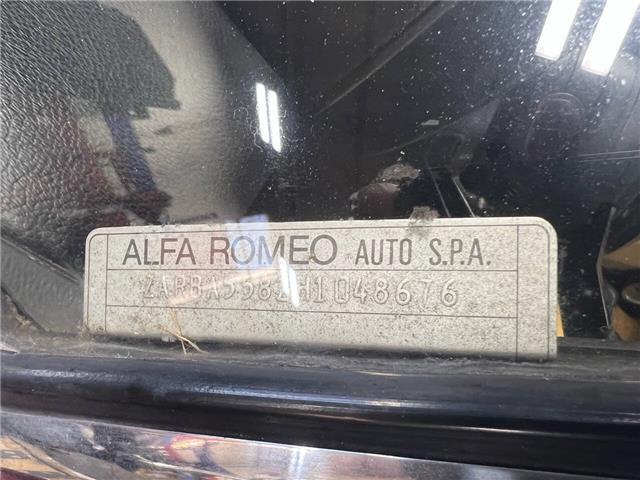 ALFA ROMEO AUTO S.P.A.
ZARBA5582H1048676